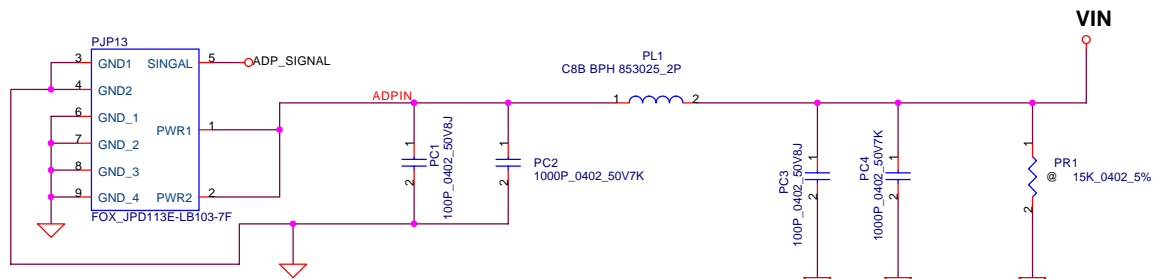 VIN
PJP13
3 GND1 SINGAL 5 ADP_SIGNAL
4 GND2
6 GND_1
PWR1 1
7 GND_2
8 GND_3
9 GND_4 PWR2 2
FOX_JPD113E-LB103-7F
ADPIN
PL1
C8B BPH 853025_2P
1 2
1
2
PC1
100P_0402_50V8J
1
2
PC2
1000P_0402_50V7K
1
2
PC3
100P_0402_50V8J
1
2
PC4
1000P_0402_50V7K
1
2
PR1
@ 15K_0402_5%